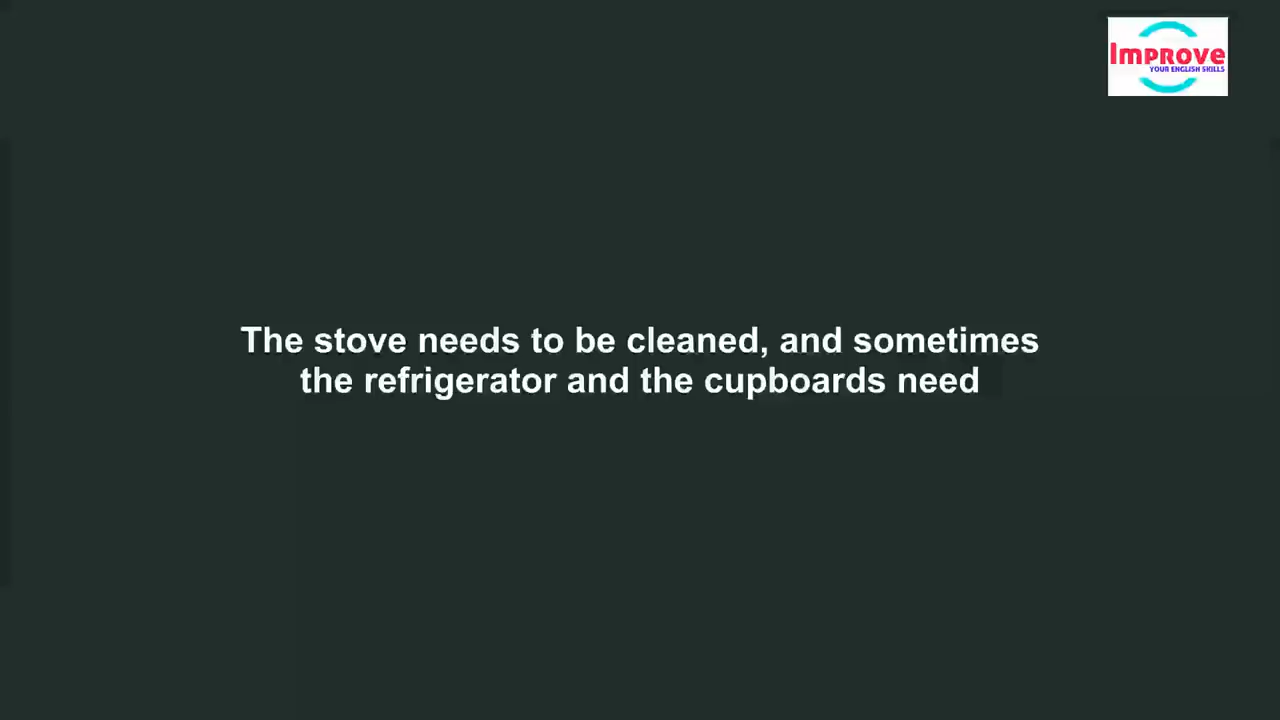 Improve
YOUR ENGLISH SKILLS
The stove needs to be cleaned, and sometimes
the refrigerator and the cupboards need